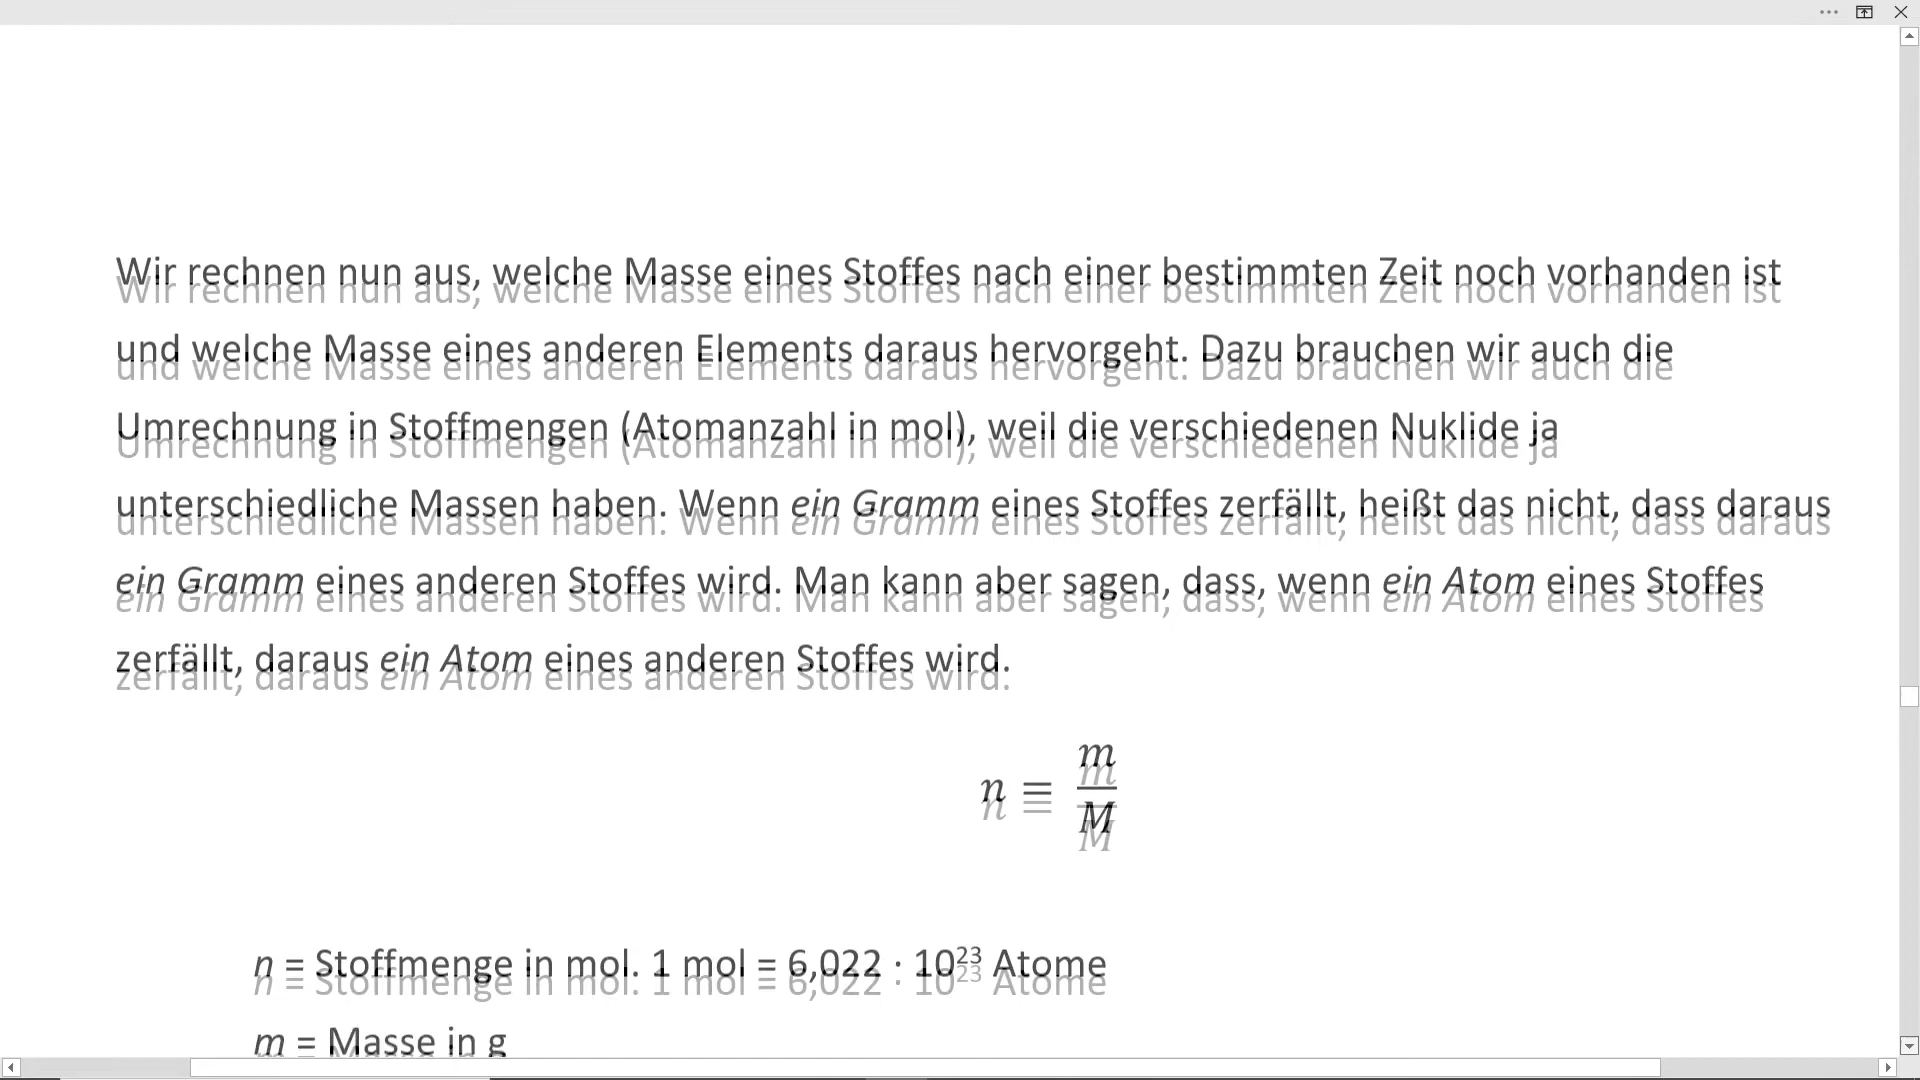 Wir rechnen nun aus, welche Masse eines Stoffes nach einer bestimmten Zeit noch vorhanden ist
und welche Masse eines anderen Elements daraus hervorgeht. Dazu brauchen wir auch die
Umrechnung in Stoffmengen (Atomanzahl in mol), weil die verschiedenen Nuklide ja
unterschiedliche Massen haben. Wenn ein Gramm eines Stoffes zerfällt, heißt das nicht, dass daraus
ein Gramm eines anderen Stoffes wird. Man kann aber sagen, dass, wenn ein Atom eines Stoffes
zerfällt, daraus ein Atom eines anderen Stoffes wird.
n = m/M
n = Stoffmenge in mol. 1 mol = 6,022 · 10²³ Atome
m = Masse in g